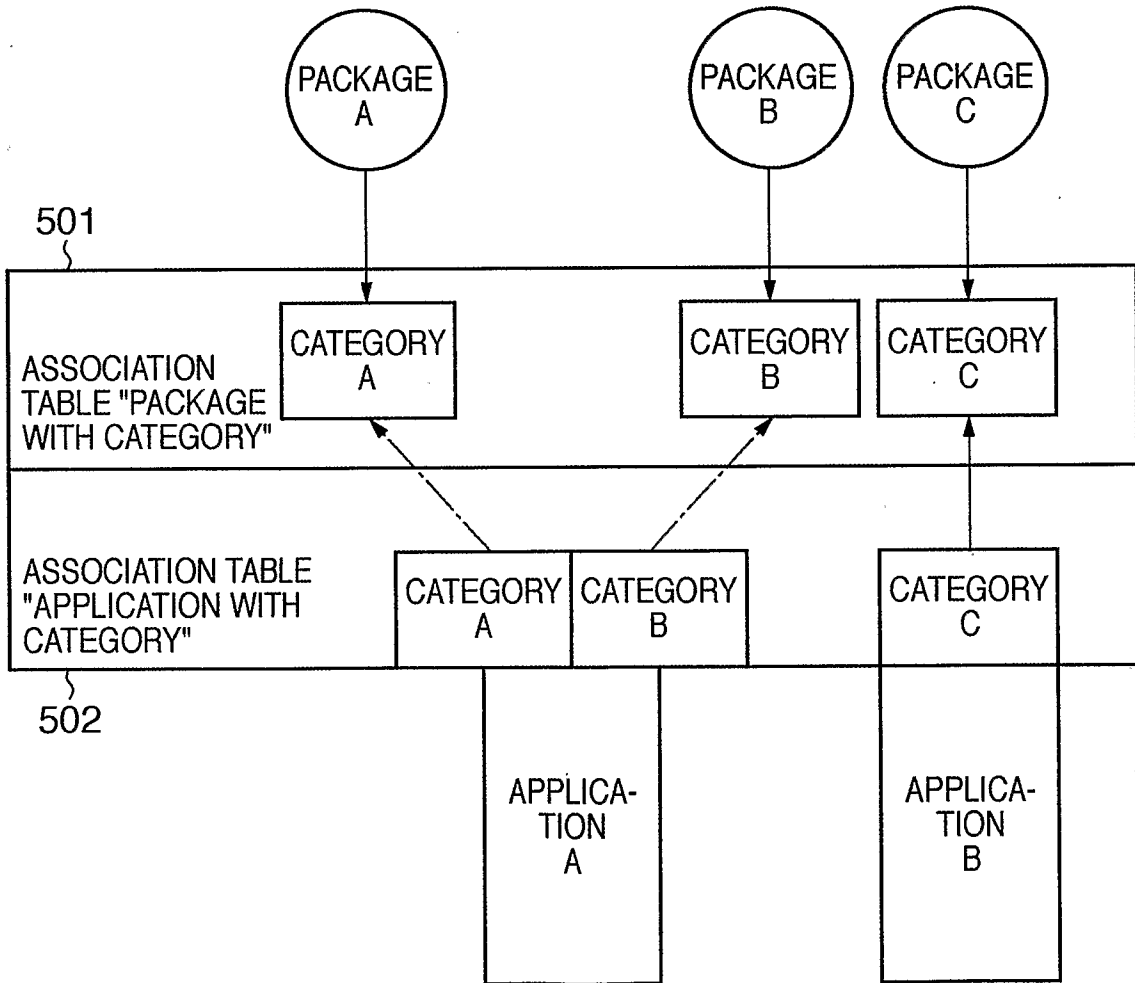 PACKAGE
A
PACKAGE
B
PACKAGE
C
501
CATEGORY
A
CATEGORY
B
CATEGORY
C
ASSOCIATION
TABLE "PACKAGE
WITH CATEGORY"
ASSOCIATION TABLE
"APPLICATION WITH
CATEGORY"
CATEGORY
A
CATEGORY
B
CATEGORY
C
502
APPLICA-
TION
A
APPLICA-
TION
B